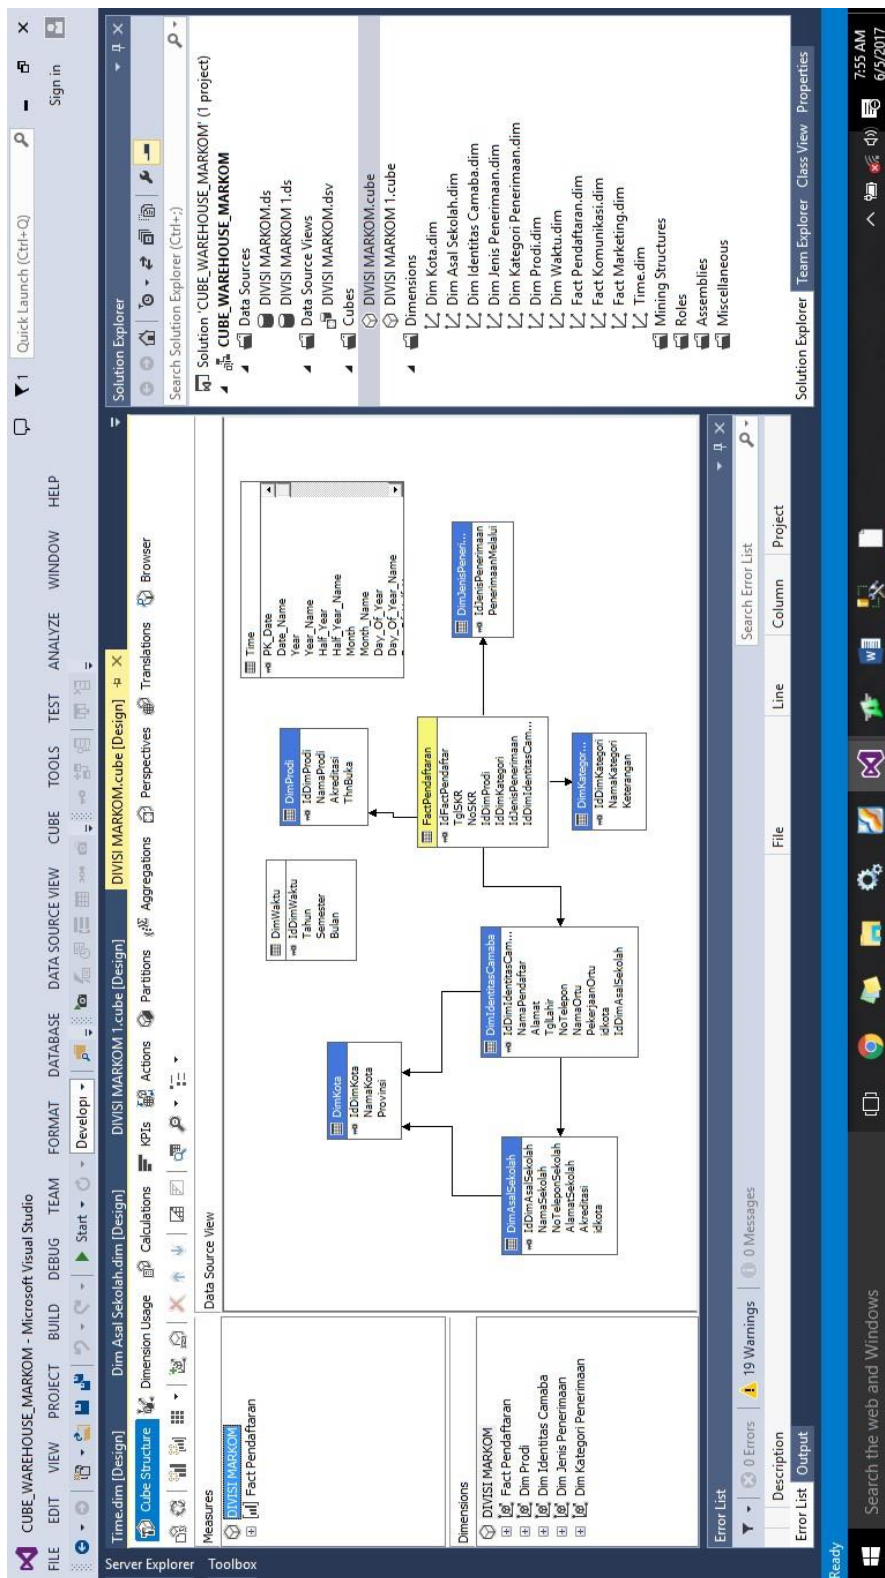 CUBE_WAREHOUSE_MARKOM - Microsoft Visual Studio
1
Quick Launch (Ctrl+Q)
FILE EDIT VIEW PROJECT BUILD DEBUG TEAM FORMAT DATABASE DATA SOURCE VIEW CUBE TOOLS TEST ANALYZE WINDOW HELP
Sign in
Start
Developi
Server Explorer
Toolbox
Time.dim [Design]
Dim Asal Sekolah.dim [Design]
DIVISI MARKOM 1.cube [Design]
DIVISI MARKOM.cube [Design]
Cube Structure
Dimension Usage
Calculations
KPIs
Actions
Partitions
Aggregations
Perspectives
Translations
Browser
Measures
DIVISI MARKOM
Fact Pendaftaran
Dimensions
DIVISI MARKOM
Fact Pendaftaran
Dim Prodi
Dim Identitas Camaba
Dim Jenis Penerimaan
Dim Kategori Penerimaan
Data Source View
DimKota
IdDimKota
NamaKota
Provinsi
DimAsalSekolah
IdDimAsalSekolah
NamaSekolah
NoTeleponSekolah
AlamatSekolah
Akreditasi
idkota
DimIdentitasCamaba
IdDimIdentitasCam...
NamaPendaftar
Alamat
TglLahir
NoTelepon
NamaOrtu
PekerjaanOrtu
idkota
IdDimAsalSekolah
DimWaktu
IdDimWaktu
Tahun
Semester
Bulan
DimProdi
IdDimProdi
NamaProdi
Akreditasi
ThnBuka
FactPendaftaran
IdFactPendaftar
TglSKR
NoSKR
IdDimProdi
IdDimKategori
IdJenisPenerimaan
IdDimIdentitasCam...
DimKategor...
IdDimKategori
NamaKategori
Keterangan
Time
PK_Date
Date_Name
Year
Year_Name
Half_Year
Half_Year_Name
Month
Month_Name
Day_Of_Year
Day_Of_Year_Name
DimJenisPeneri...
IdJenisPenerimaan
PenerimaanMelalui
Solution Explorer
Search Solution Explorer (Ctrl+;)
Solution 'CUBE_WAREHOUSE_MARKOM' (1 project)
CUBE_WAREHOUSE_MARKOM
Data Sources
DIVISI MARKOM.ds
DIVISI MARKOM 1.ds
Data Source Views
DIVISI MARKOM.dsv
Cubes
DIVISI MARKOM.cube
DIVISI MARKOM 1.cube
Dimensions
Dim Kota.dim
Dim Asal Sekolah.dim
Dim Identitas Camaba.dim
Dim Jenis Penerimaan.dim
Dim Kategori Penerimaan.dim
Dim Prodi.dim
Dim Waktu.dim
Fact Pendaftaran.dim
Fact Komunikasi.dim
Fact Marketing.dim
Time.dim
Mining Structures
Roles
Assemblies
Miscellaneous
Solution Explorer Team Explorer Class View Properties
Error List
0 Errors
19 Warnings
0 Messages
Search Error List
Description
File
Line
Column
Project
Error List Output
Ready
Search the web and Windows
7:55 AM
6/5/2017